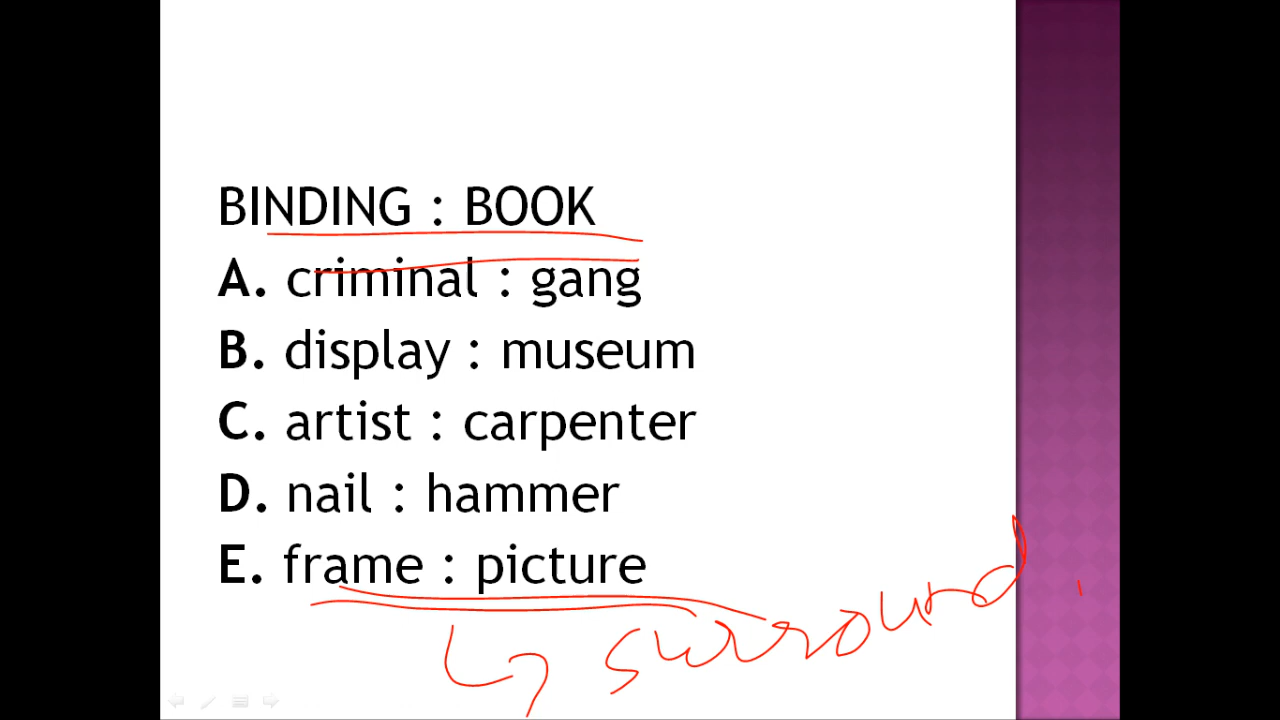 BINDING : BOOK
A. criminal : gang
B. display : museum
C. artist : carpenter
D. nail : hammer
E. frame : picture
surround